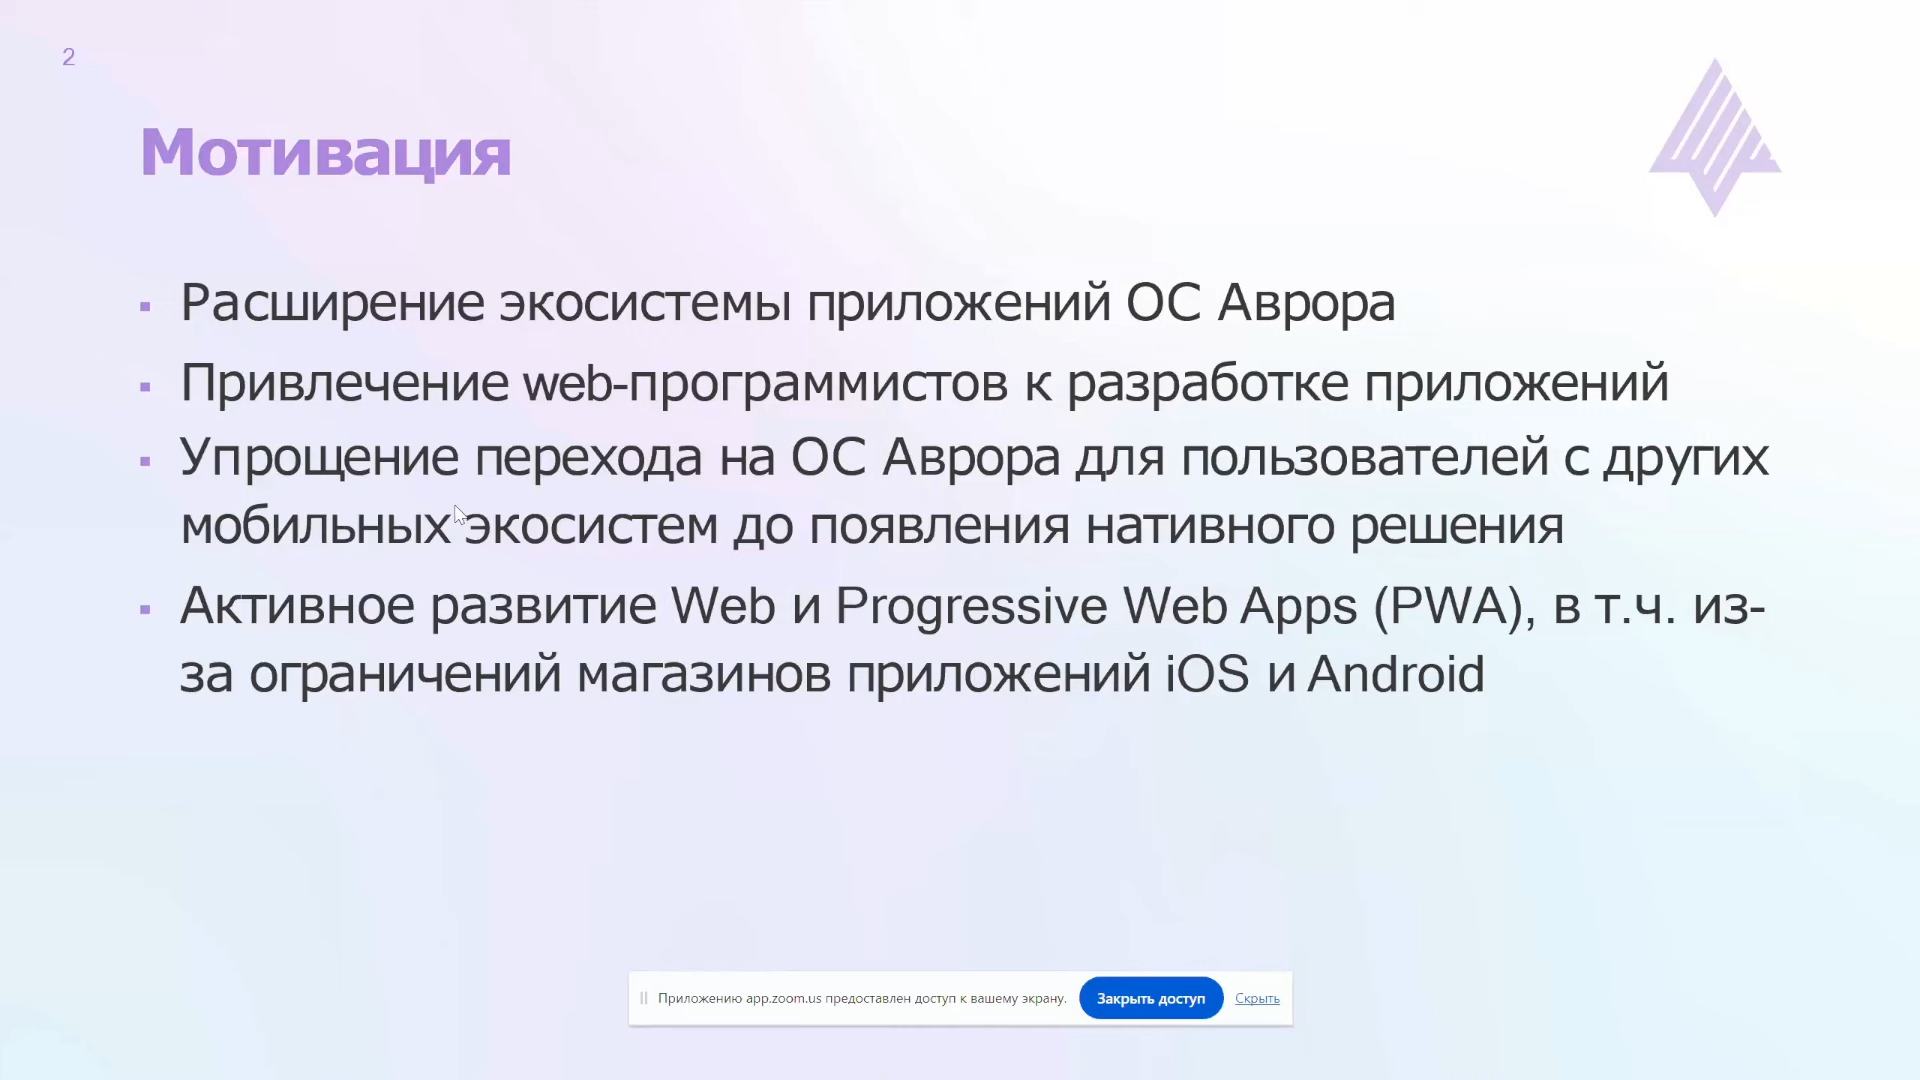 2
Мотивация
▪ Расширение экосистемы приложений ОС Аврора
▪ Привлечение web-программистов к разработке приложений
▪ Упрощение перехода на ОС Аврора для пользователей с других
мобильных экосистем до появления нативного решения
▪ Активное развитие Web и Progressive Web Apps (PWA), в т.ч. из-
за ограничений магазинов приложений iOS и Android
Приложению app.zoom.us предоставлен доступ к вашему экрану. Закрыть доступ Скрыть